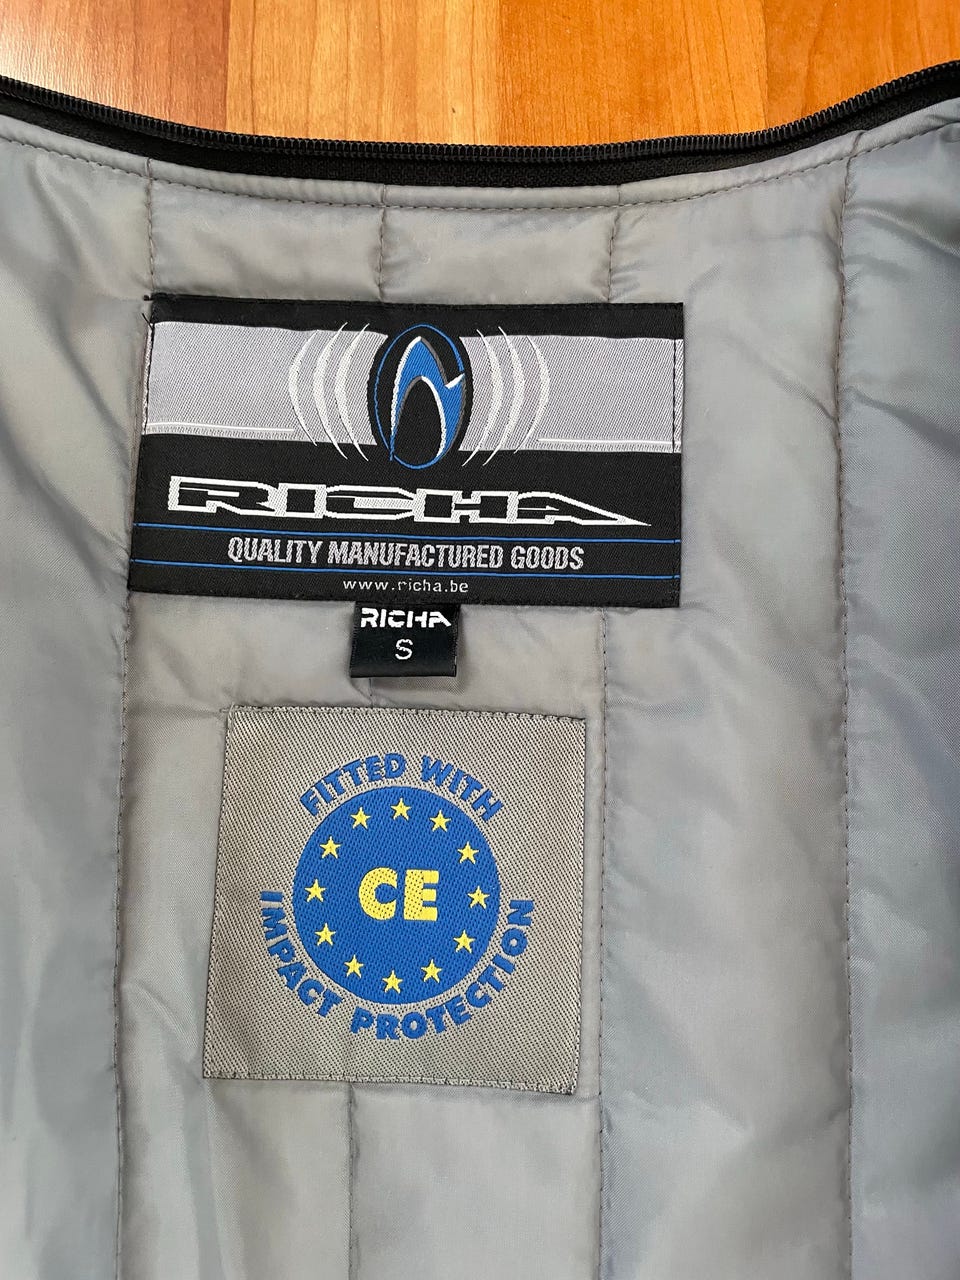 RICHA
QUALITY MANUFACTURED GOODS
www.richa.be
RICHA
S
FITTED WITH
CE
IMPACT PROTECTION